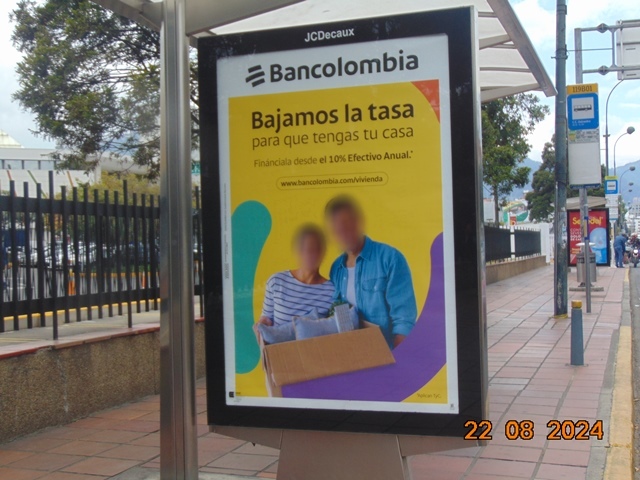 JCDecaux
Bancolombia
Bajamos la tasa
para que tengas tu casa
Fináncíala desde el 10% Efectivo Anual.*
www.bancolombia.com/vivienda
22 08 2024